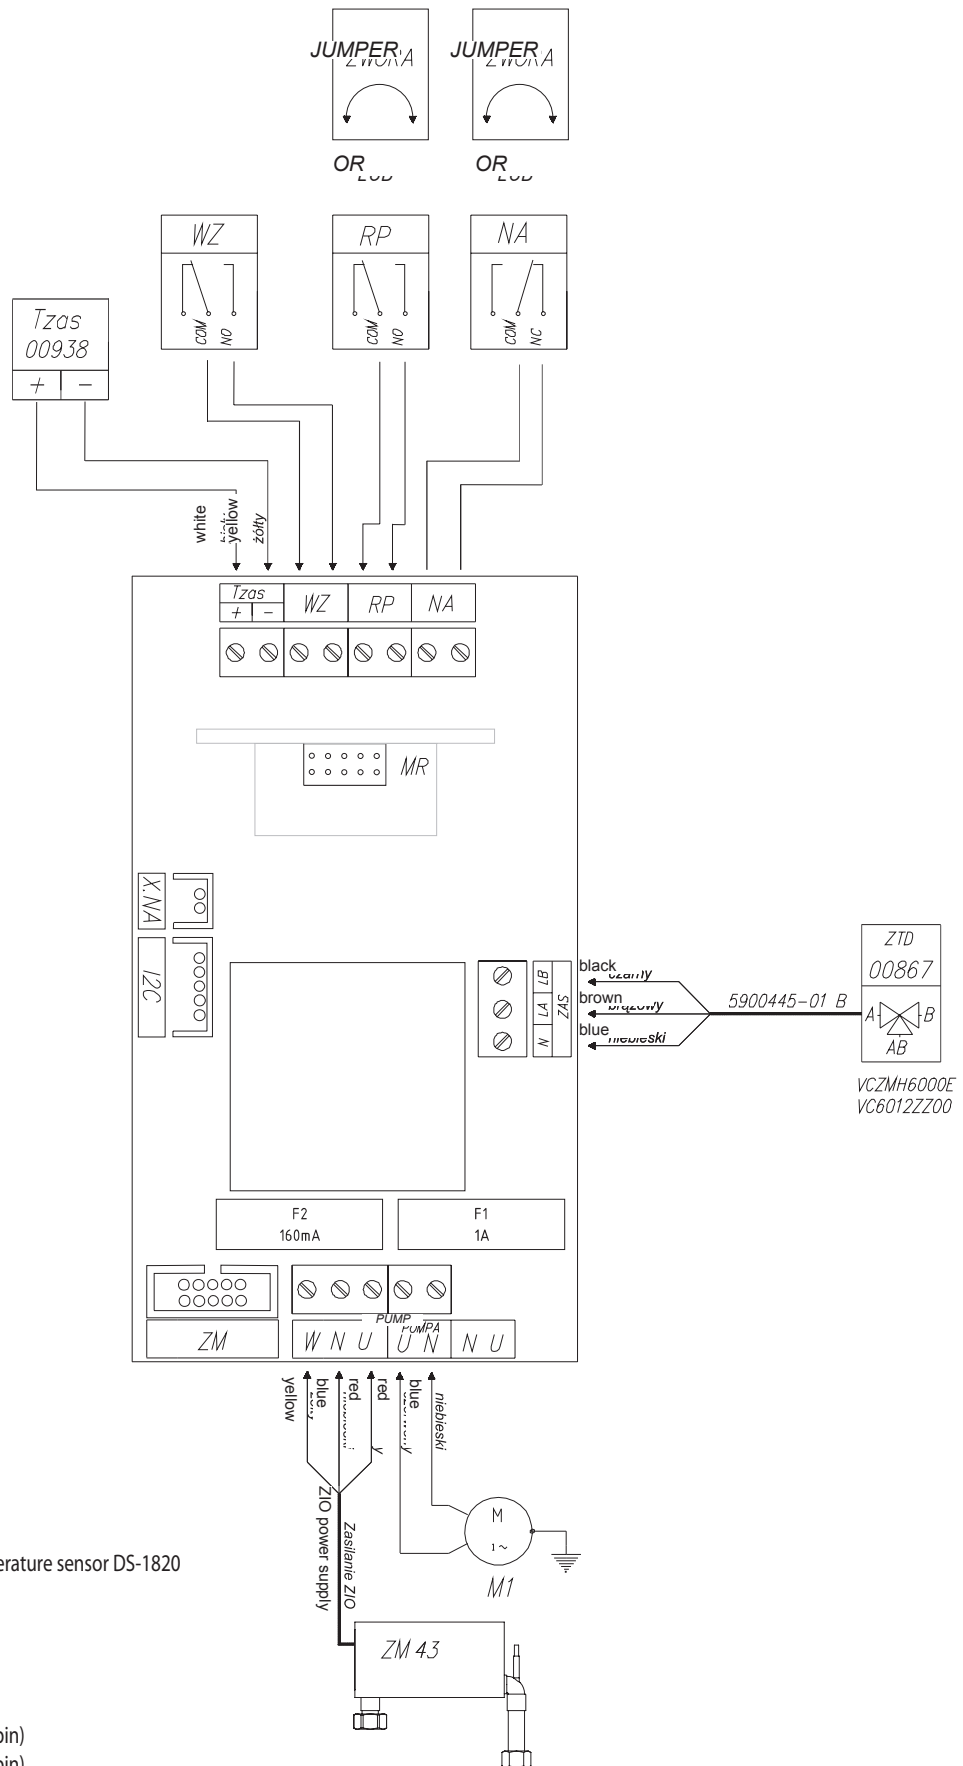 JUMPER
JUMPER
OR
OR
WZ
RP
NA
COM NO
COM NO
COM NC
Tzas
00938
+ −
white
yellow
żółty
Tzas
+ −
WZ
RP
NA
MR
X.NA
I2C
LB
LA
N
ZAS
black
brown
blue
5900445-01 B
ZTD
00867
A B
AB
VCZMH6000E
VC6012ZZ00
F2
160mA
F1
1A
PUMP
ZM
W N U
U N
N U
yellow
blue
red
red
blue
niebieski
ZIO power supply
Zasilanie ZIO
M
1~
M1
erature sensor DS-1820
ZM 43
pin)
pin)